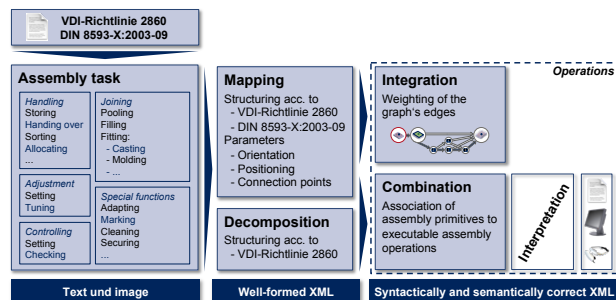 VDI-Richtlinie 2860
DIN 8593-X:2003-09
Assembly task
Handling
Storing
Handing over
Sorting
Allocating
...
Adjustment
Setting
Tuning
Controlling
Setting
Checking
Joining
Pooling
Filling
Fitting:
- Casting
- Molding
- ...
Special functions
Adapting
Marking
Cleaning
Securing
...
Text und image
Mapping
Structuring acc. to
- VDI-Richtlinie 2860
- DIN 8593-X:2003-09
Parameters
- Orientation
- Positioning
- Connection points
Decomposition
Structuring acc. to
- VDI-Richtlinie 2860
Well-formed XML
Operations
Integration
Weighting of the
graph's edges
Combination
Association of
assembly primitives to
executable assembly
operations
Interpretation
Syntactically and semantically correct XML